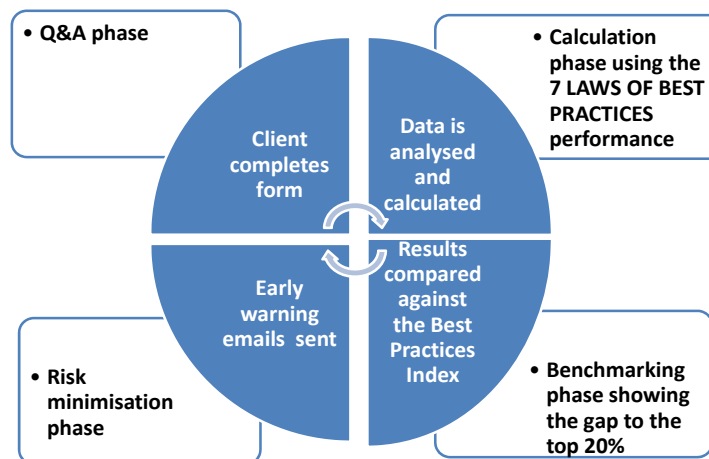 • Q&A phase
• Calculation
phase using the
7 LAWS OF BEST
PRACTICES
performance
Client
completes
form
Data is
analysed
and
calculated
Early
warning
emails sent
Results
compared
against
the Best
Practices
Index
• Risk
minimisation
phase
• Benchmarking
phase showing
the gap to the
top 20%